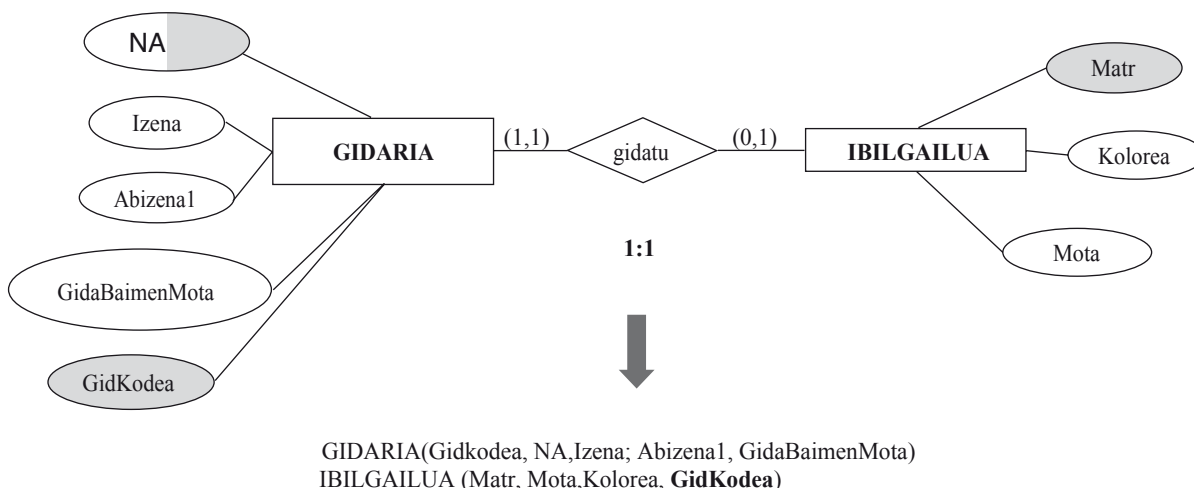 NA
Matr
Izena
GIDARIA
(1,1)
gidatu
(0,1)
IBILGAILUA
Kolorea
Abizena1
1:1
Mota
GidaBaimenMota
GidKodea
GIDARIA(Gidkodea, NA,Izena; Abizena1, GidaBaimenMota)
IBILGAILUA (Matr, Mota,Kolorea, GidKodea)